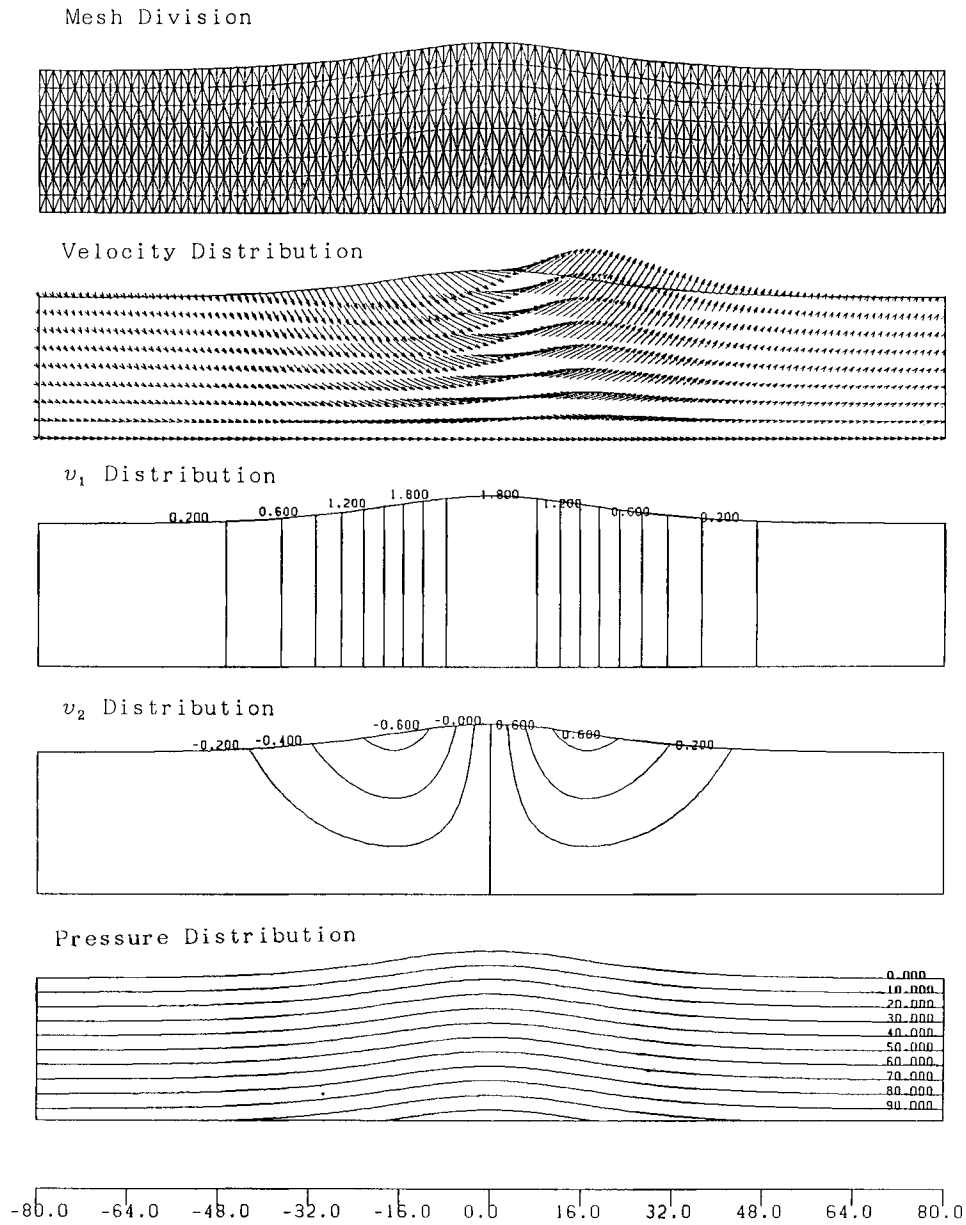 Mesh Division
Velocity Distribution
v₁ Distribution
0.200 0.600 1.200 1.800 1.800 1.200 0.600 0.200
v₂ Distribution
-0.200 -0.400 -0.600 -0.000 0.600 0.600 0.200
Pressure Distribution
0.000
10.000
20.000
30.000
40.000
50.000
60.000
70.000
80.000
90.000
-80.0 -64.0 -48.0 -32.0 -16.0 0.0 16.0 32.0 48.0 64.0 80.0